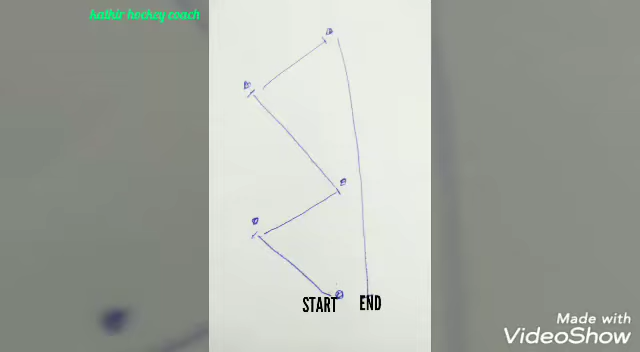 kathir hockey coach
START
END
Made with
VideoShow